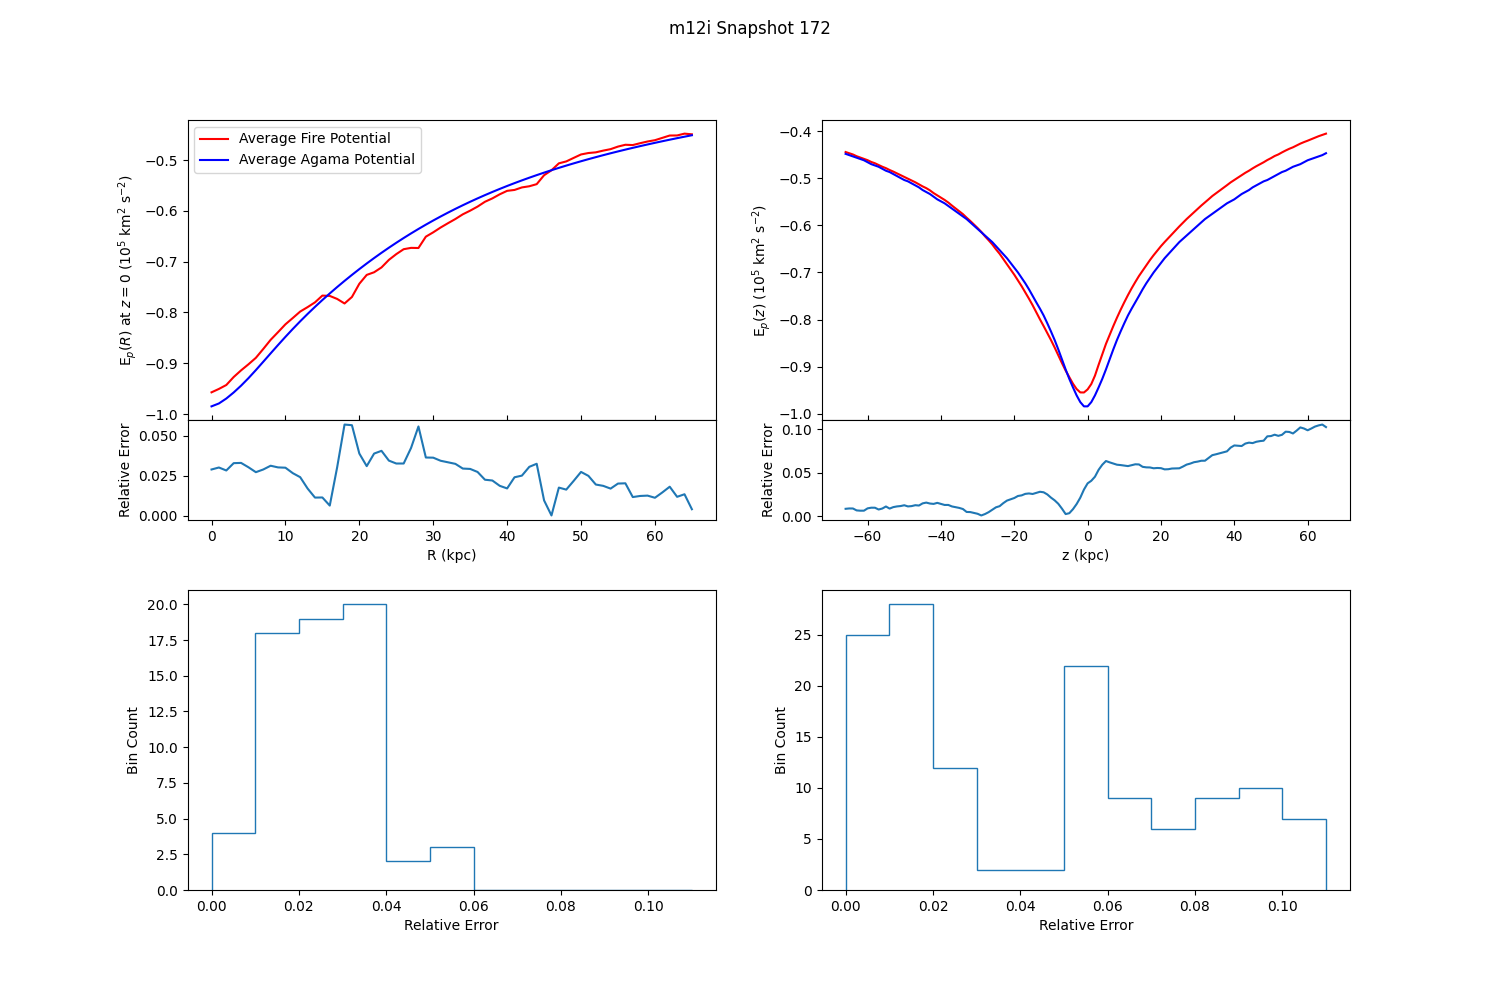 m12i Snapshot 172
Average Fire Potential
Average Agama Potential
E_p(R) at z = 0 (10^5 km^2 s^−2)
−0.5
−0.6
−0.7
−0.8
−0.9
−1.0
Relative Error
0.050
0.025
0.000
0 10 20 30 40 50 60
R (kpc)
E_p(z) (10^5 km^2 s^−2)
−0.4
−0.5
−0.6
−0.7
−0.8
−0.9
−1.0
Relative Error
0.10
0.05
0.00
−60 −40 −20 0 20 40 60
z (kpc)
Bin Count
20.0
17.5
15.0
12.5
10.0
7.5
5.0
2.5
0.0
0.00 0.02 0.04 0.06 0.08 0.10
Relative Error
Bin Count
25
20
15
10
5
0
0.00 0.02 0.04 0.06 0.08 0.10
Relative Error